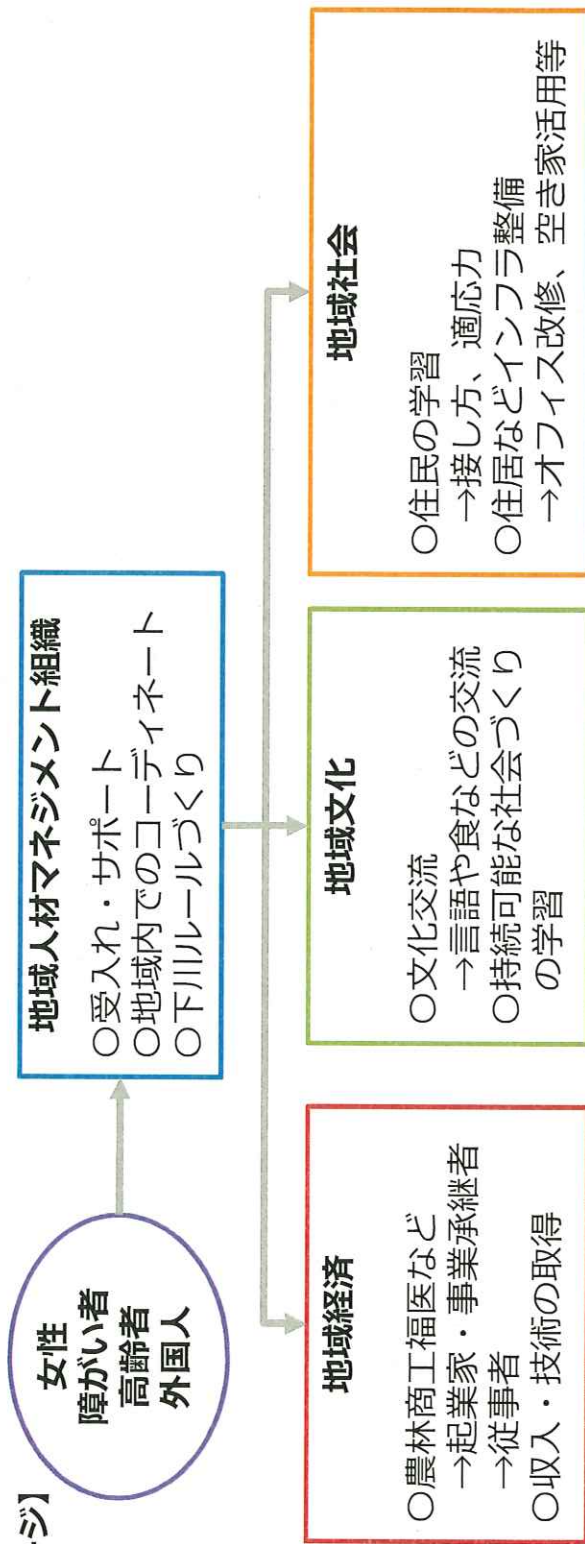 ジ】
女性
障がい者
高齢者
外国人
地域人材マネジメント組織
○受入れ・サポート
○地域内でのコーディネート
○下川ルールづくり
地域経済
○農林商工福医など
→起業家・事業承継者
→従事者
○収入・技術の取得
地域文化
○文化交流
→言語や食などの交流
○持続可能な社会づくり
の学習
地域社会
○住民の学習
→接し方、適応力
○住居などインフラ整備
→オフィス改修、空き家活用等